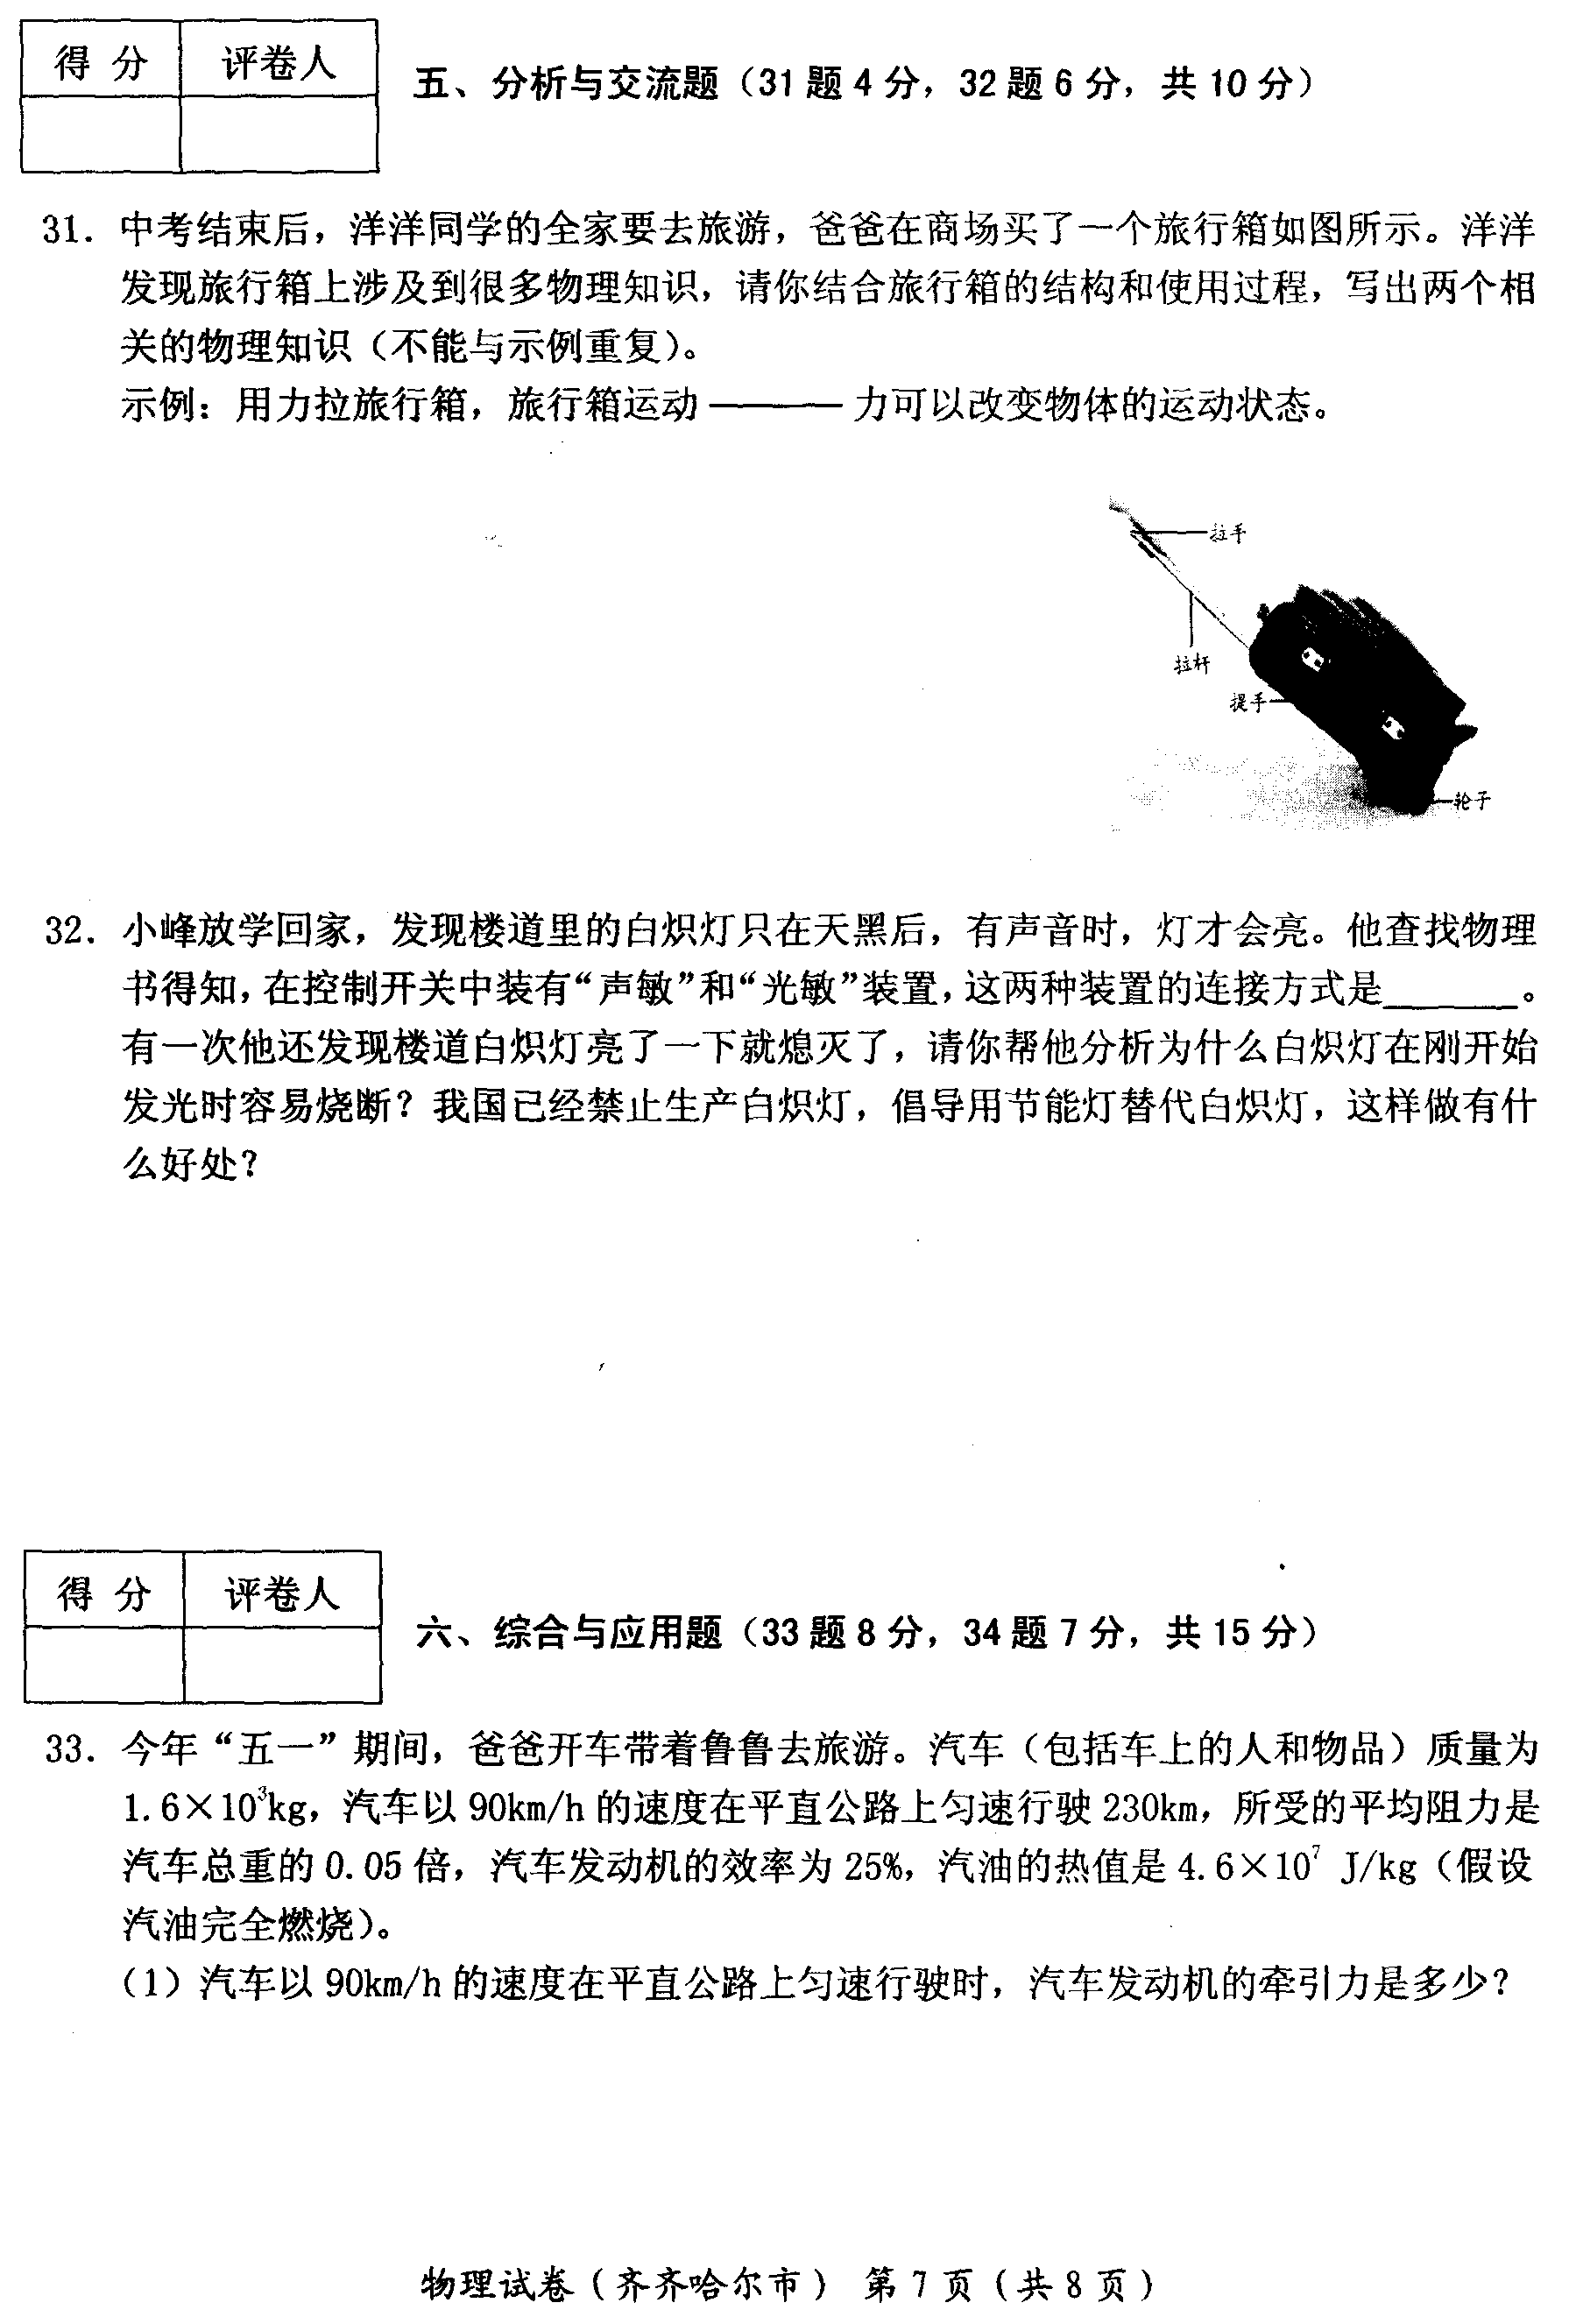 得 分 评卷人
五、分析与交流题（31 题 4 分，32 题 6 分，共 10 分）
31. 中考结束后，洋洋同学的全家要去旅游，爸爸在商场买了一个旅行箱如图所示。洋洋
发现旅行箱上涉及到很多物理知识，请你结合旅行箱的结构和使用过程，写出两个相
关的物理知识（不能与示例重复）。
示例：用力拉旅行箱，旅行箱运动 ——— 力可以改变物体的运动状态。
拉手
拉杆
提手
轮子
32. 小峰放学回家，发现楼道里的白炽灯只在天黑后，有声音时，灯才会亮。他查找物理
书得知，在控制开关中装有“声敏”和“光敏”装置，这两种装置的连接方式是______。
有一次他还发现楼道白炽灯亮了一下就熄灭了，请你帮他分析为什么白炽灯在刚开始
发光时容易烧断？我国已经禁止生产白炽灯，倡导用节能灯替代白炽灯，这样做有什
么好处？
得 分 评卷人
六、综合与应用题（33 题 8 分，34 题 7 分，共 15 分）
33. 今年“五一”期间，爸爸开车带着鲁鲁去旅游。汽车（包括车上的人和物品）质量为
1.6×10³kg，汽车以 90km/h 的速度在平直公路上匀速行驶 230km，所受的平均阻力是
汽车总重的 0.05 倍，汽车发动机的效率为 25%，汽油的热值是 4.6×10⁷ J/kg（假设
汽油完全燃烧）。
（1）汽车以 90km/h 的速度在平直公路上匀速行驶时，汽车发动机的牵引力是多少？
物理试卷（齐齐哈尔市） 第 7 页（共 8 页）